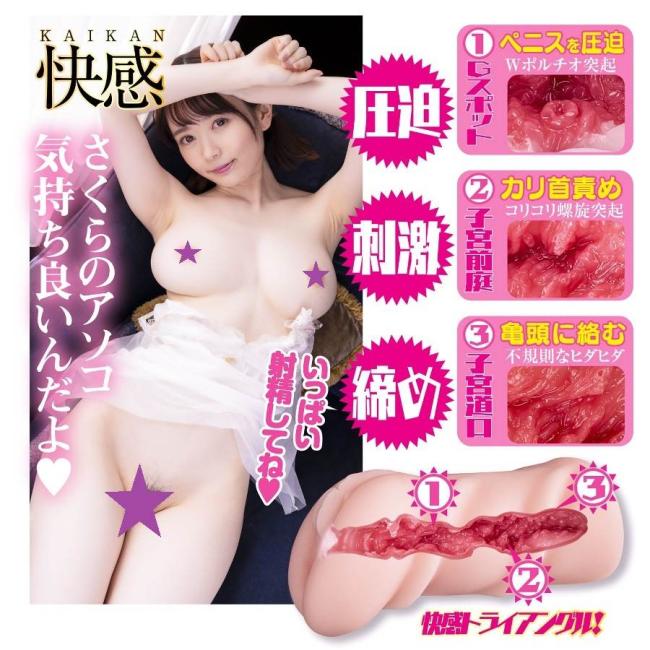 KAIKAN
快感
さくらのアソコ
気持ち良いんだよ♥
いっぱい
射精してね♥
圧迫
刺激
締め
①Gスポット
ペニスを圧迫
Wポルチオ突起
②子宮前庭
カリ首責め
コリコリ螺旋突起
③子宮道口
亀頭に絡む
不規則なヒダヒダ
1
3
2
快感トライアングル!